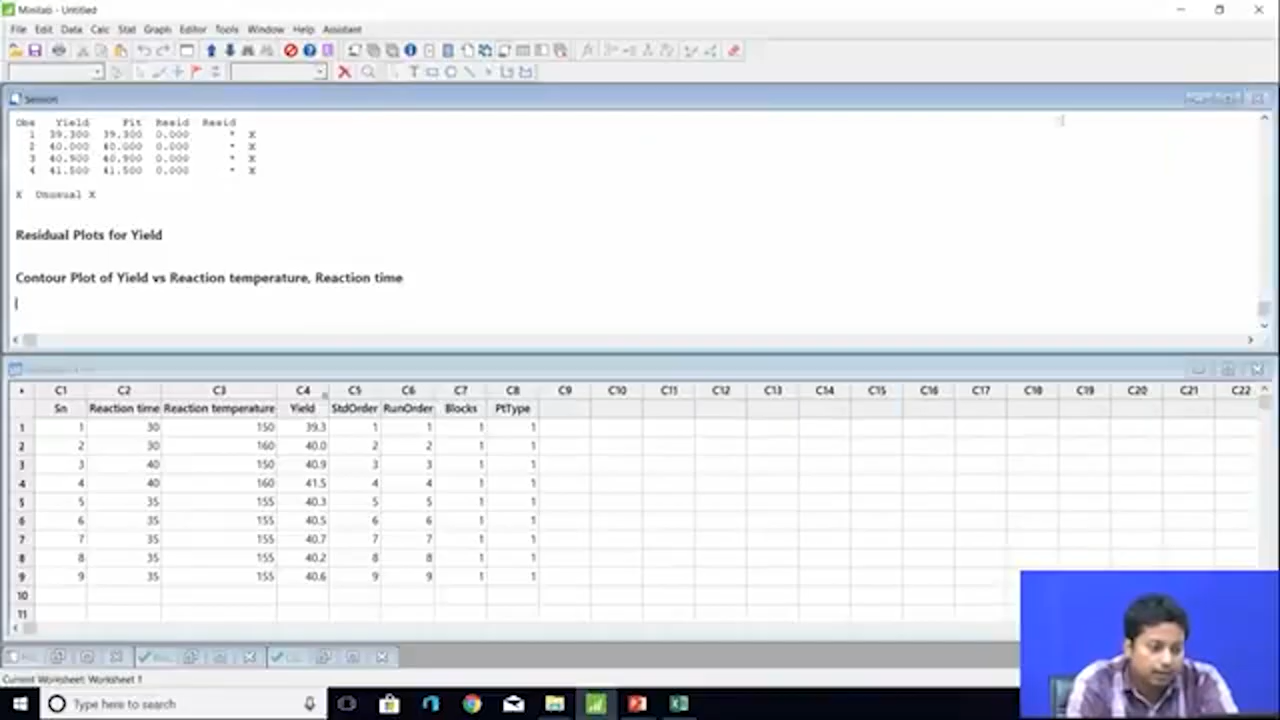 Minitab - Untitled
File Edit Data Calc Stat Graph Editor Tools Window Help Assistant
Session
Obs Yield Fit Resid Resid
1 39.300 39.300 0.000 * X
2 40.000 40.000 0.000 * X
3 40.900 40.900 0.000 * X
4 41.500 41.500 0.000 * X
X Unusual X
Residual Plots for Yield
Contour Plot of Yield vs Reaction temperature, Reaction time
C1 C2 C3 C4 C5 C6 C7 C8 C9 C10 C11 C12 C13 C14 C15 C16 C17 C18 C19 C20 C21 C22
Sn Reaction time Reaction temperature Yield StdOrder RunOrder Blocks PtType
1 1 30 150 39.3 1 1 1 1
2 2 30 160 40.0 2 2 1 1
3 3 40 150 40.9 3 3 1 1
4 4 40 160 41.5 4 4 1 1
5 5 35 155 40.3 5 5 1 1
6 6 35 155 40.5 6 6 1 1
7 7 35 155 40.7 7 7 1 1
8 8 35 155 40.2 8 8 1 1
9 9 35 155 40.6 9 9 1 1
10
11
Current Worksheet: Worksheet 1
Type here to search